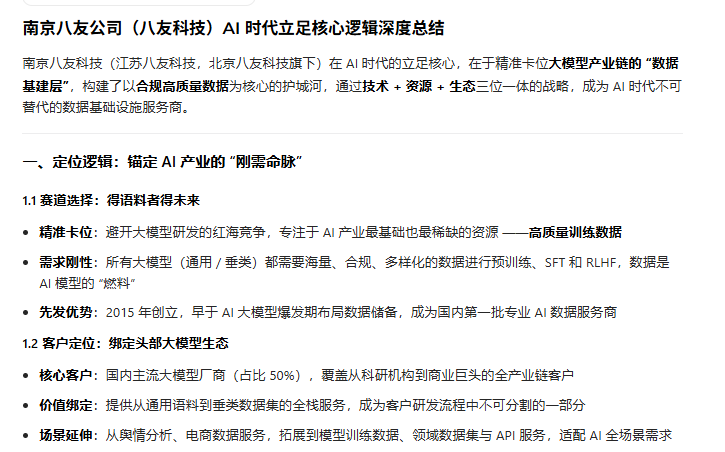 南京八友公司（八友科技）AI 时代立足核心逻辑深度总结
南京八友科技（江苏八友科技，北京八友科技旗下）在 AI 时代的立足核心，在于精准卡位大模型产业链的 “数据
基建层”，构建了以合规高质量数据为核心的护城河，通过技术 + 资源 + 生态三位一体的战略，成为 AI 时代不可
替代的数据基础设施服务商。
一、定位逻辑：锚定 AI 产业的 “刚需命脉”
1.1 赛道选择：得语料者得未来
• 精准卡位：避开大模型研发的红海竞争，专注于 AI 产业最基础也最稀缺的资源 ——高质量训练数据
• 需求刚性：所有大模型（通用 / 垂类）都需要海量、合规、多样化的数据进行预训练、SFT 和 RLHF，数据是
AI 模型的 “燃料”
• 先发优势：2015 年创立，早于 AI 大模型爆发期布局数据储备，成为国内第一批专业 AI 数据服务商
1.2 客户定位：绑定头部大模型生态
• 核心客户：国内主流大模型厂商（占比 50%），覆盖从科研机构到商业巨头的全产业链客户
• 价值绑定：提供从通用语料到垂类数据集的全栈服务，成为客户研发流程中不可分割的一部分
• 场景延伸：从舆情分析、电商数据服务，拓展到模型训练数据、领域数据集与 API 服务，适配 AI 全场景需求